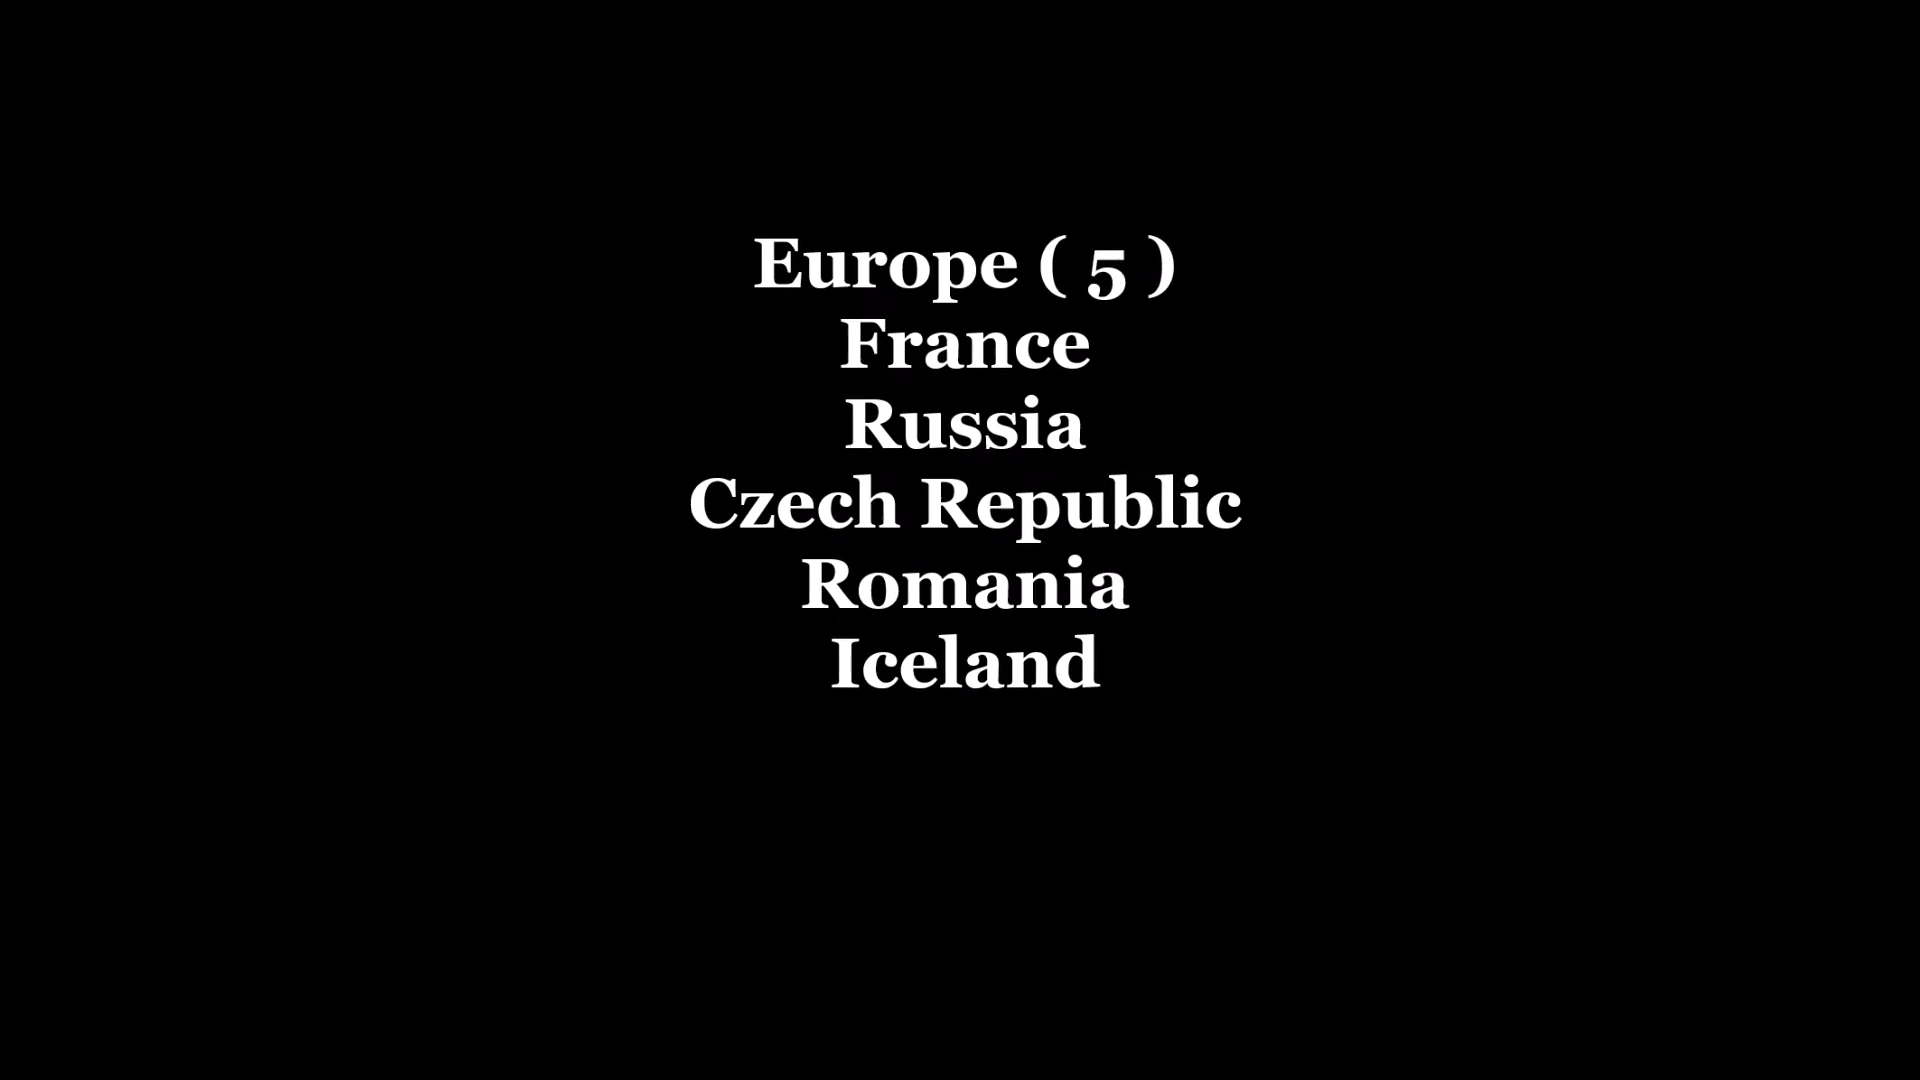 Europe ( 5 )
France
Russia
Czech Republic
Romania
Iceland